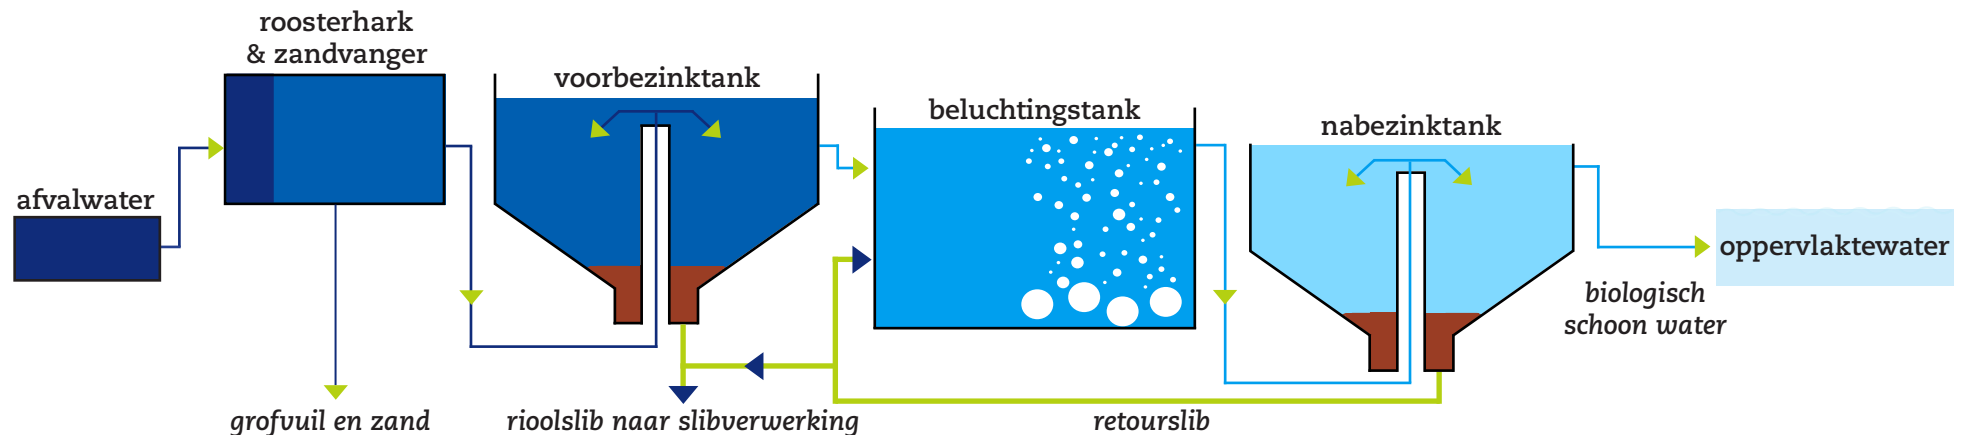 afvalwater
roosterhark
& zandvanger
voorbezinktank
beluchtingstank
nabezinktank
oppervlaktewater
biologisch
schoon water
grofvuil en zand
rioolslib naar slibverwerking
retourslib